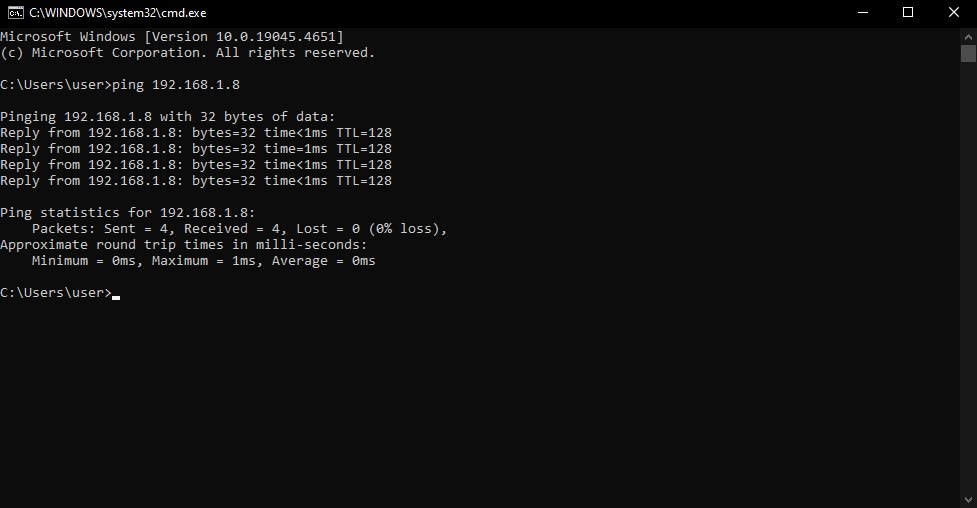 C:\WINDOWS\system32\cmd.exe
Microsoft Windows [Version 10.0.19045.4651]
(c) Microsoft Corporation. All rights reserved.
C:\Users\user>ping 192.168.1.8
Pinging 192.168.1.8 with 32 bytes of data:
Reply from 192.168.1.8: bytes=32 time<1ms TTL=128
Reply from 192.168.1.8: bytes=32 time=1ms TTL=128
Reply from 192.168.1.8: bytes=32 time<1ms TTL=128
Reply from 192.168.1.8: bytes=32 time<1ms TTL=128
Ping statistics for 192.168.1.8:
    Packets: Sent = 4, Received = 4, Lost = 0 (0% loss),
Approximate round trip times in milli-seconds:
    Minimum = 0ms, Maximum = 1ms, Average = 0ms
C:\Users\user>